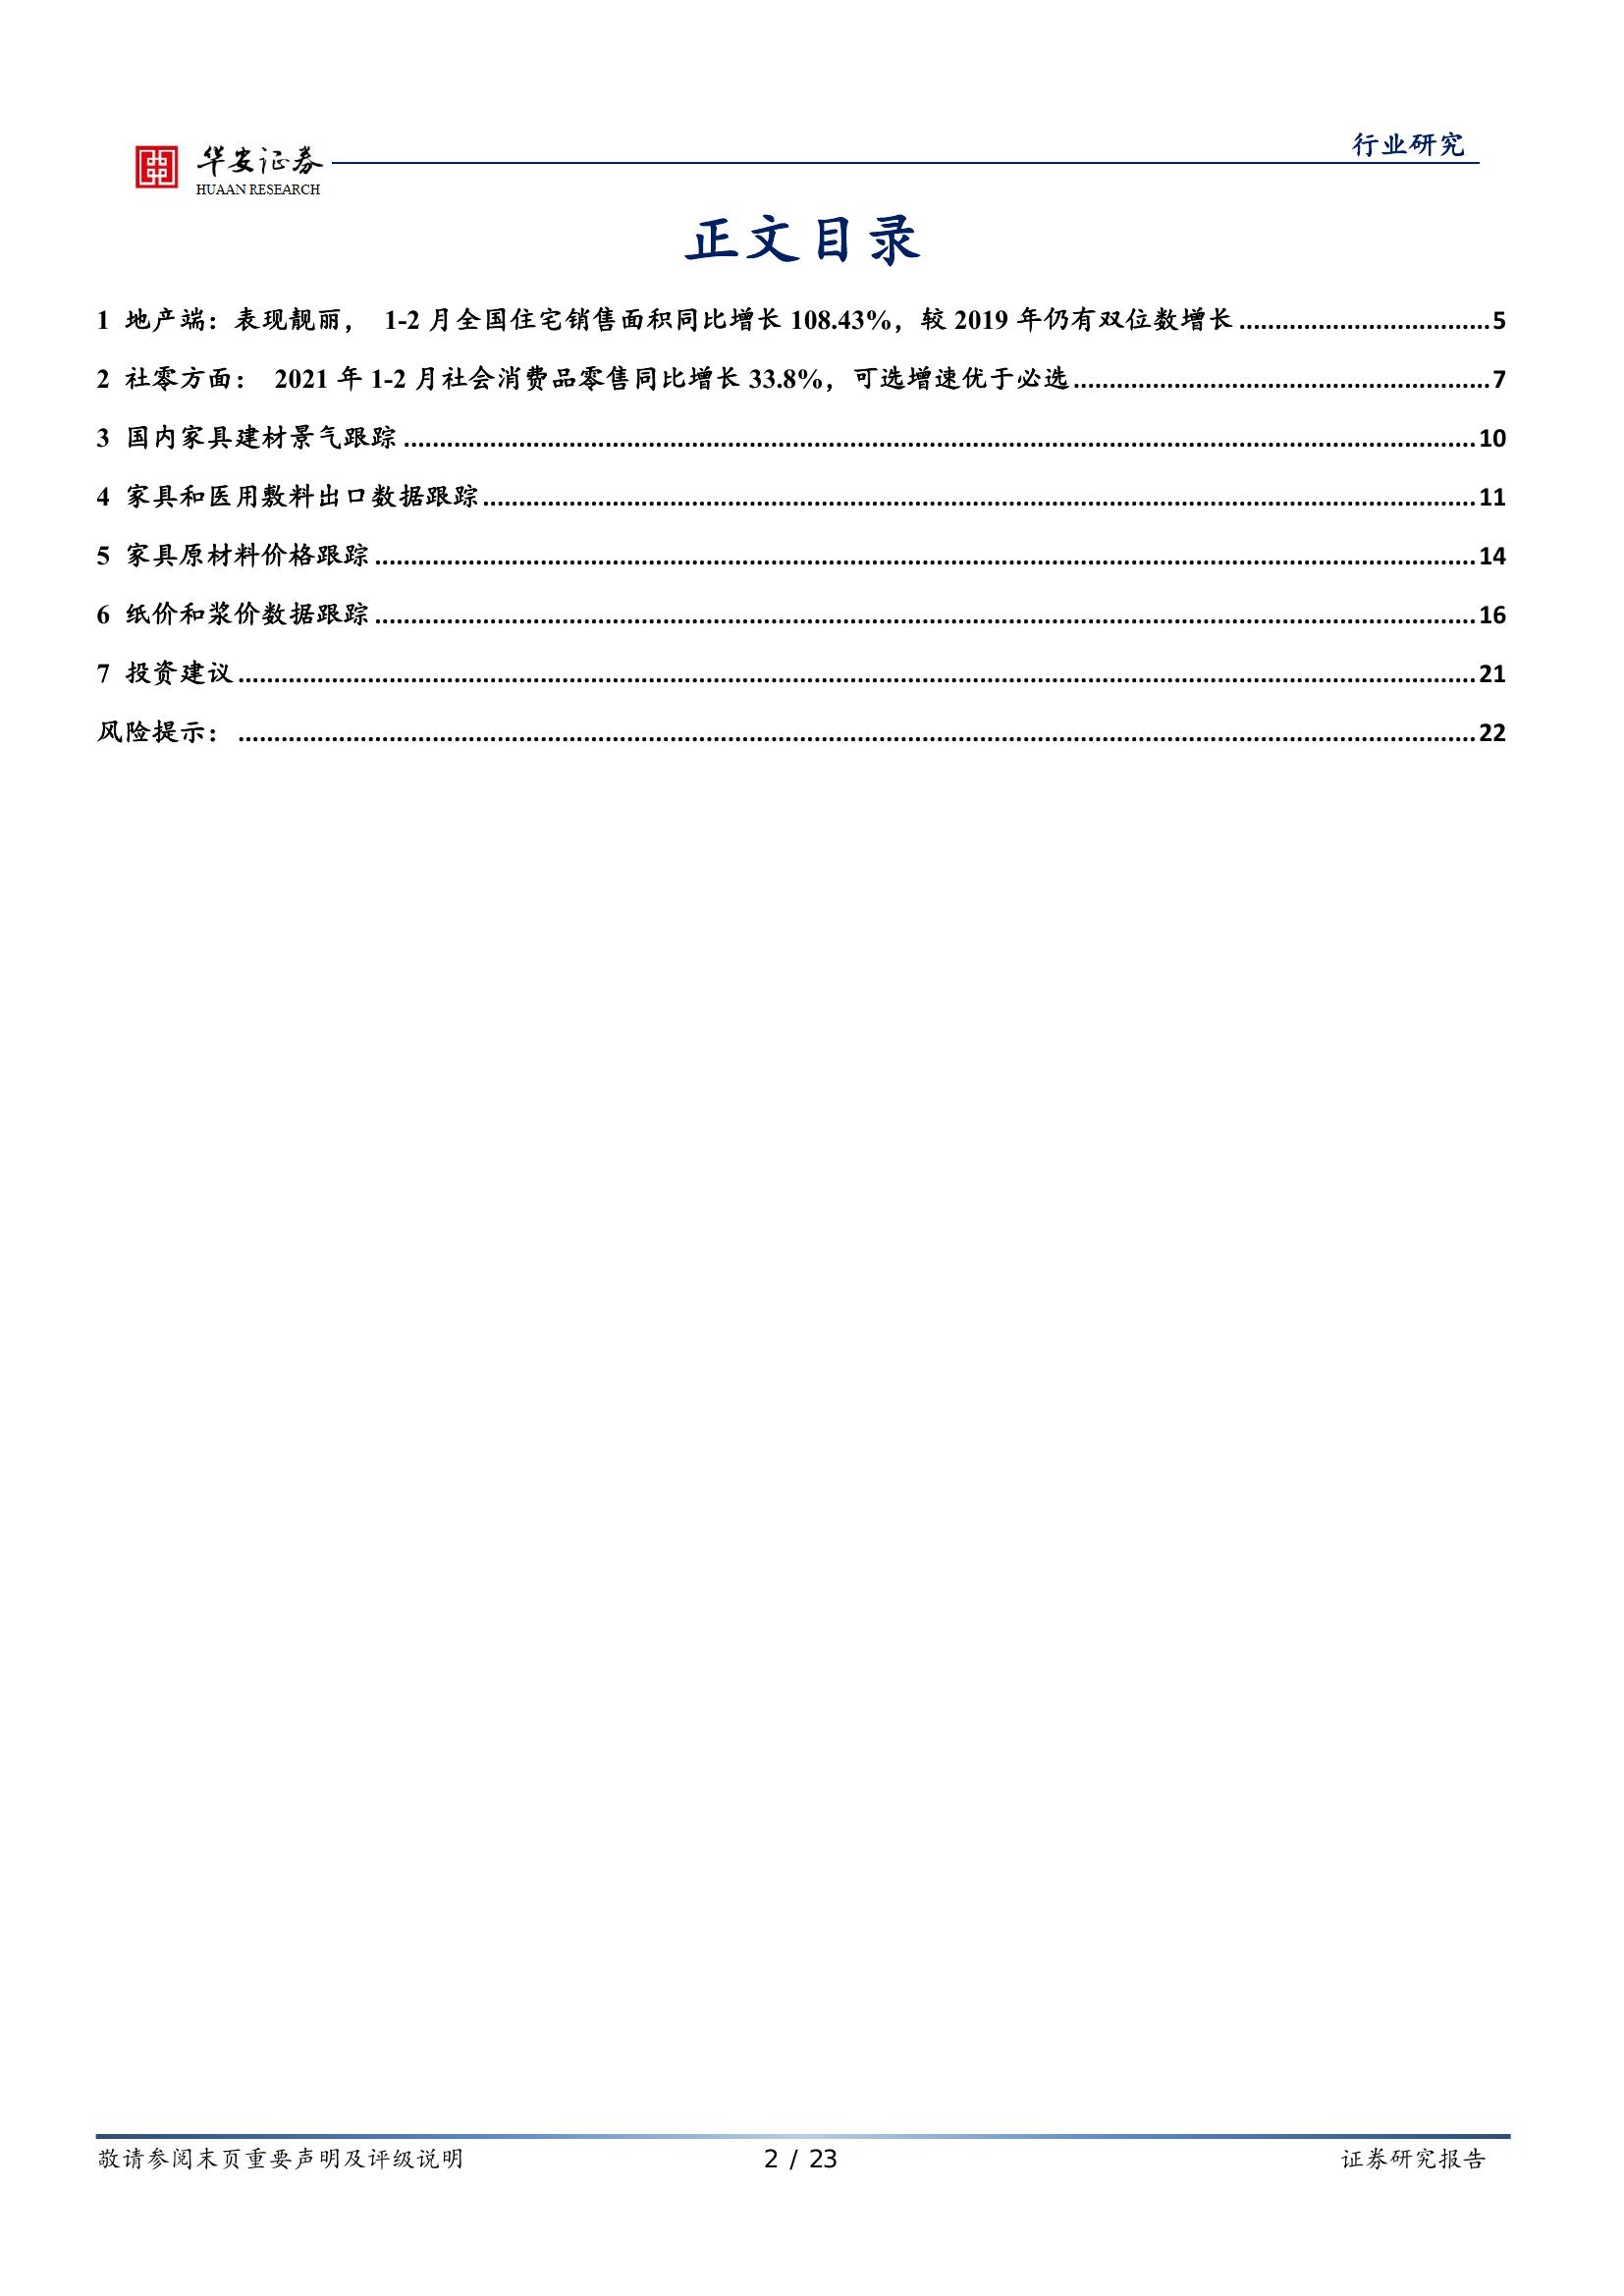 华安证券
HUAAN RESEARCH
行业研究
正文目录
1 地产端：表现靓丽， 1-2 月全国住宅销售面积同比增长 108.43%，较 2019 年仍有双位数增长 ................................... 5
2 社零方面： 2021 年 1-2 月社会消费品零售同比增长 33.8%，可选增速优于必选 .......................................................... 7
3 国内家具建材景气跟踪 ................................................................................ 10
4 家具和医用敷料出口数据跟踪 ................................................................................ 11
5 家具原材料价格跟踪 ................................................................................ 14
6 纸价和浆价数据跟踪 ................................................................................ 16
7 投资建议 ................................................................................ 21
风险提示： ................................................................................ 22
敬请参阅末页重要声明及评级说明 2 / 23 证券研究报告